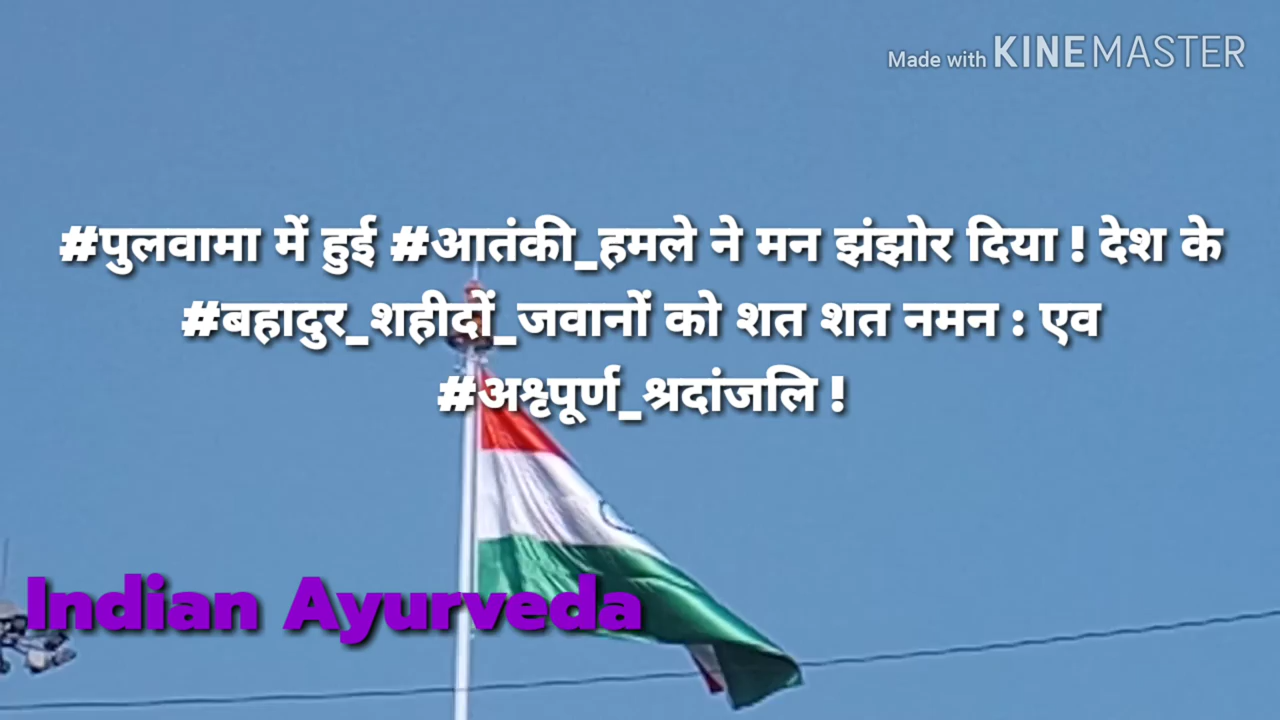 Made with KINEMASTER
#पुलवामा में हुई #आतंकी_हमले ने मन झंझोर दिया ! देश के
#बहादुर_शहीदों_जवानों को शत शत नमन : एव
#अश्रृपूर्ण_श्रदांजलि !
Indian Ayurveda